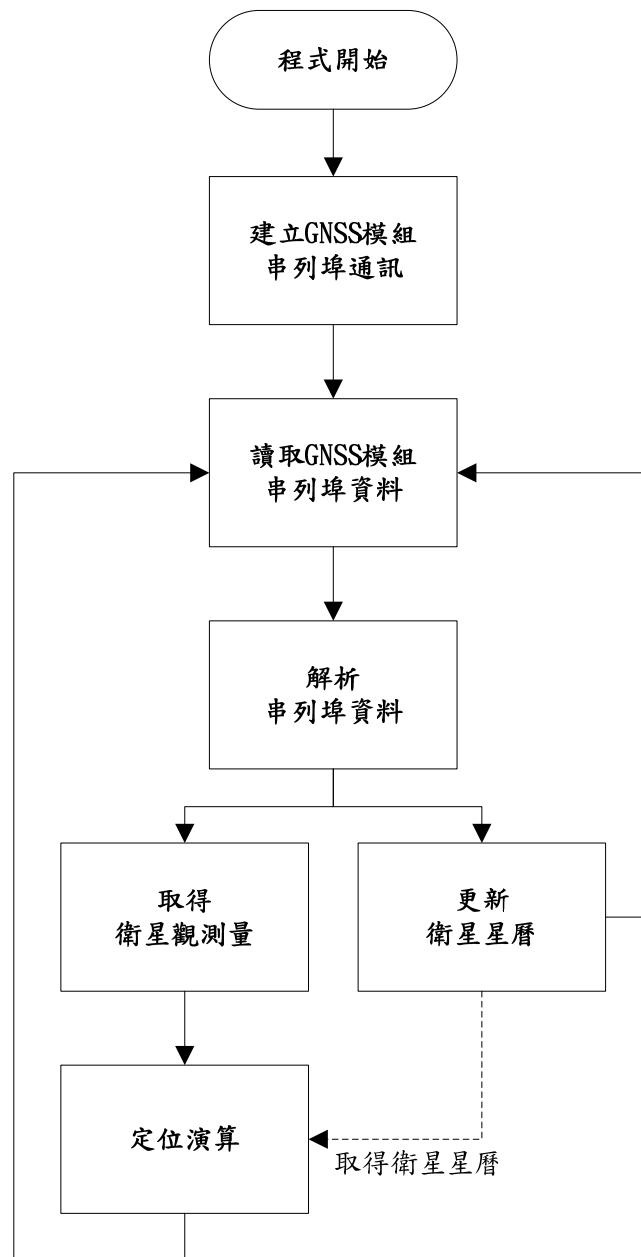 程式開始
建立GNSS模組
串列埠通訊
讀取GNSS模組
串列埠資料
解析
串列埠資料
取得
衛星觀測量
更新
衛星星曆
定位演算
取得衛星星曆